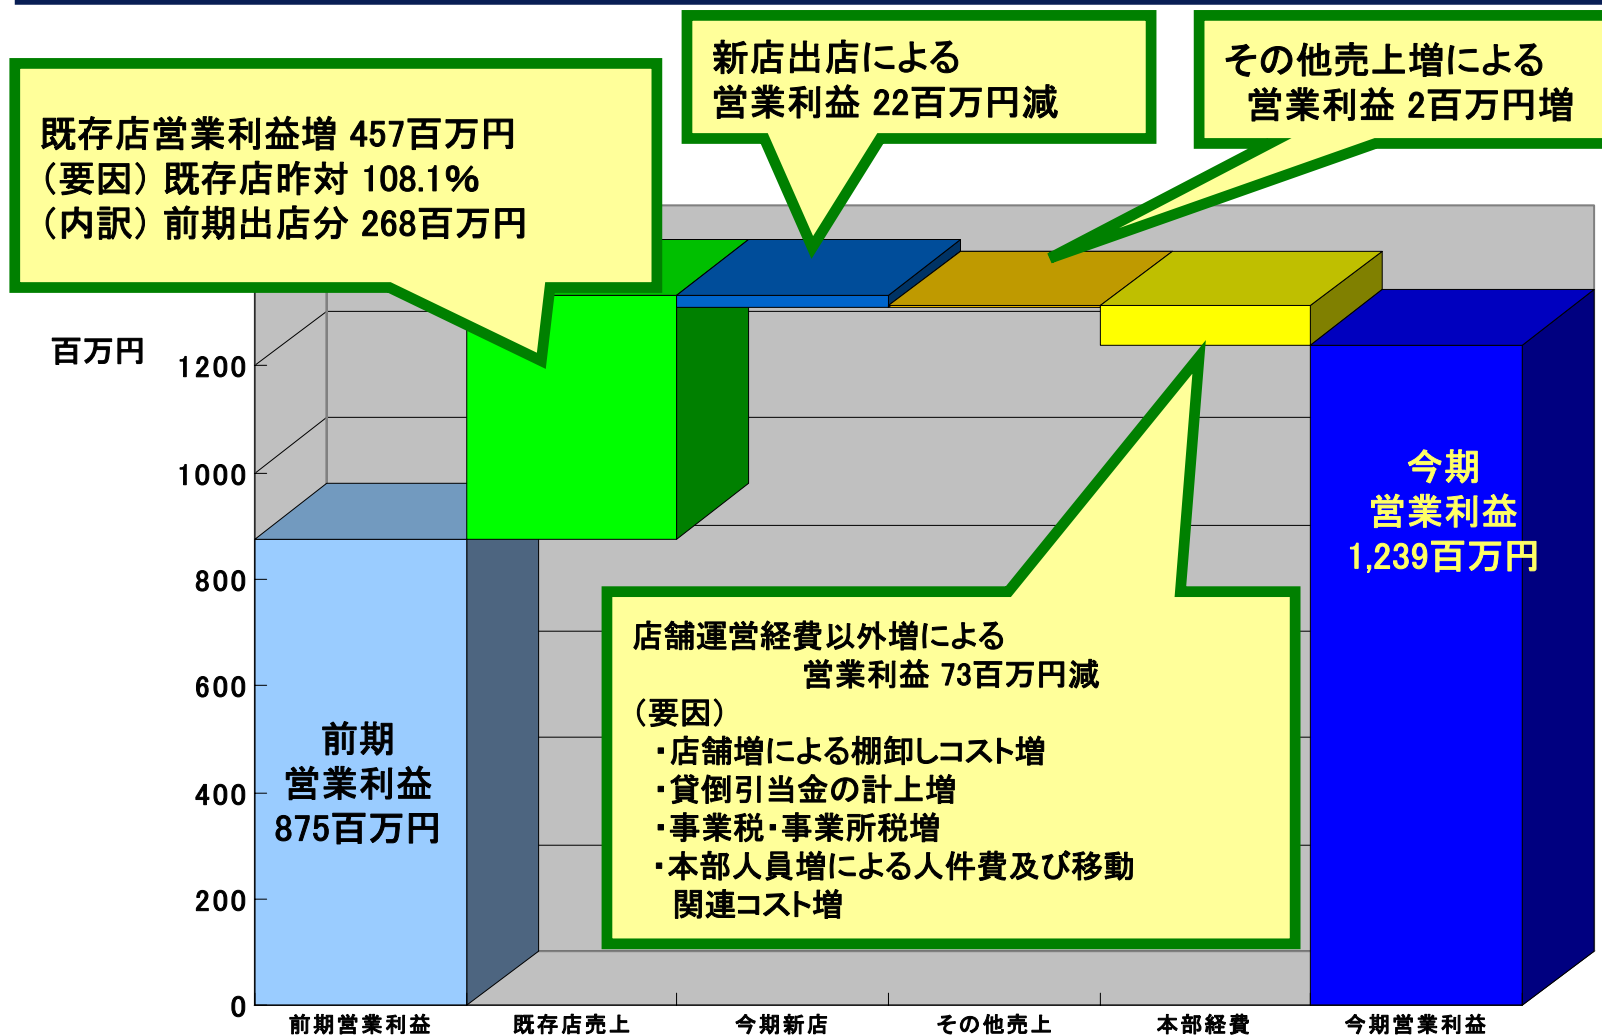 新店出店による
営業利益 22百万円減
その他売上増による
営業利益 2百万円増
既存店営業利益増 457百万円
（要因） 既存店昨対 108.1%
（内訳） 前期出店分 268百万円
百万円
1200
1000
800
600
400
200
0
今期
営業利益
1,239百万円
店舗運営経費以外増による
営業利益 73百万円減
（要因）
・店舗増による棚卸しコスト増
・貸倒引当金の計上増
・事業税・事業所税増
・本部人員増による人件費及び移動
関連コスト増
前期
営業利益
875百万円
前期営業利益
既存店売上
今期新店
その他売上
本部経費
今期営業利益